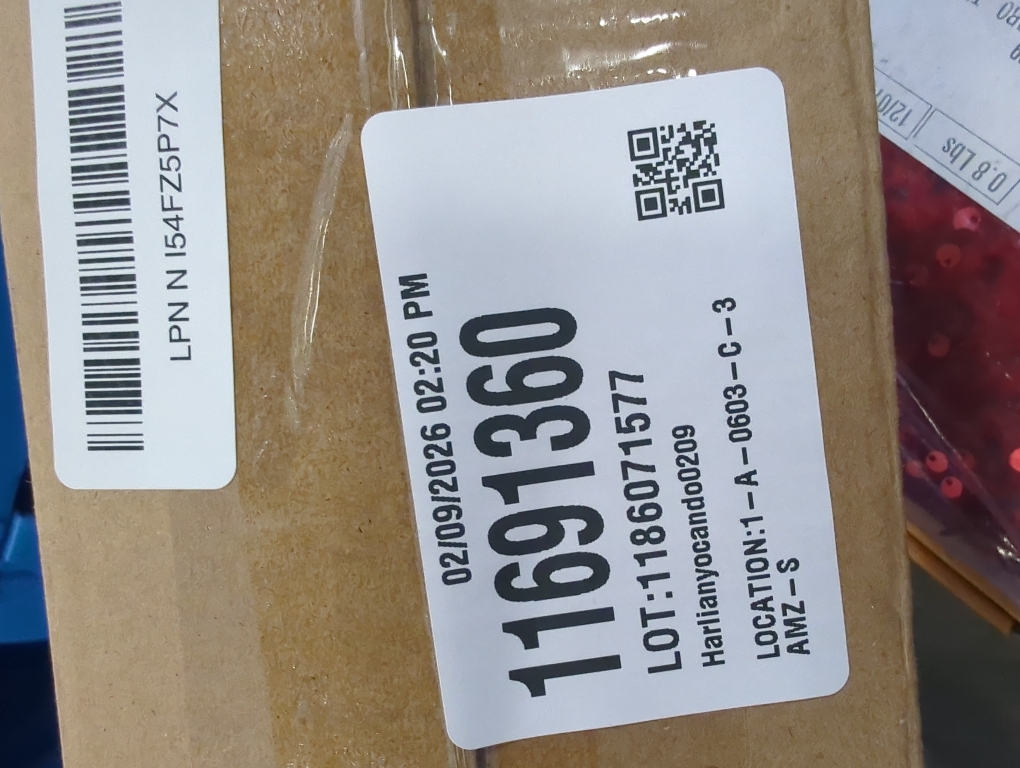 LPN N I54FZ5P7X
02/09/2026 02:20 PM
11691360
LOT:1186071577
Harlianyocando0209
LOCATION:1-A-0603-C-3
AMZ-S
0.8 Lbs